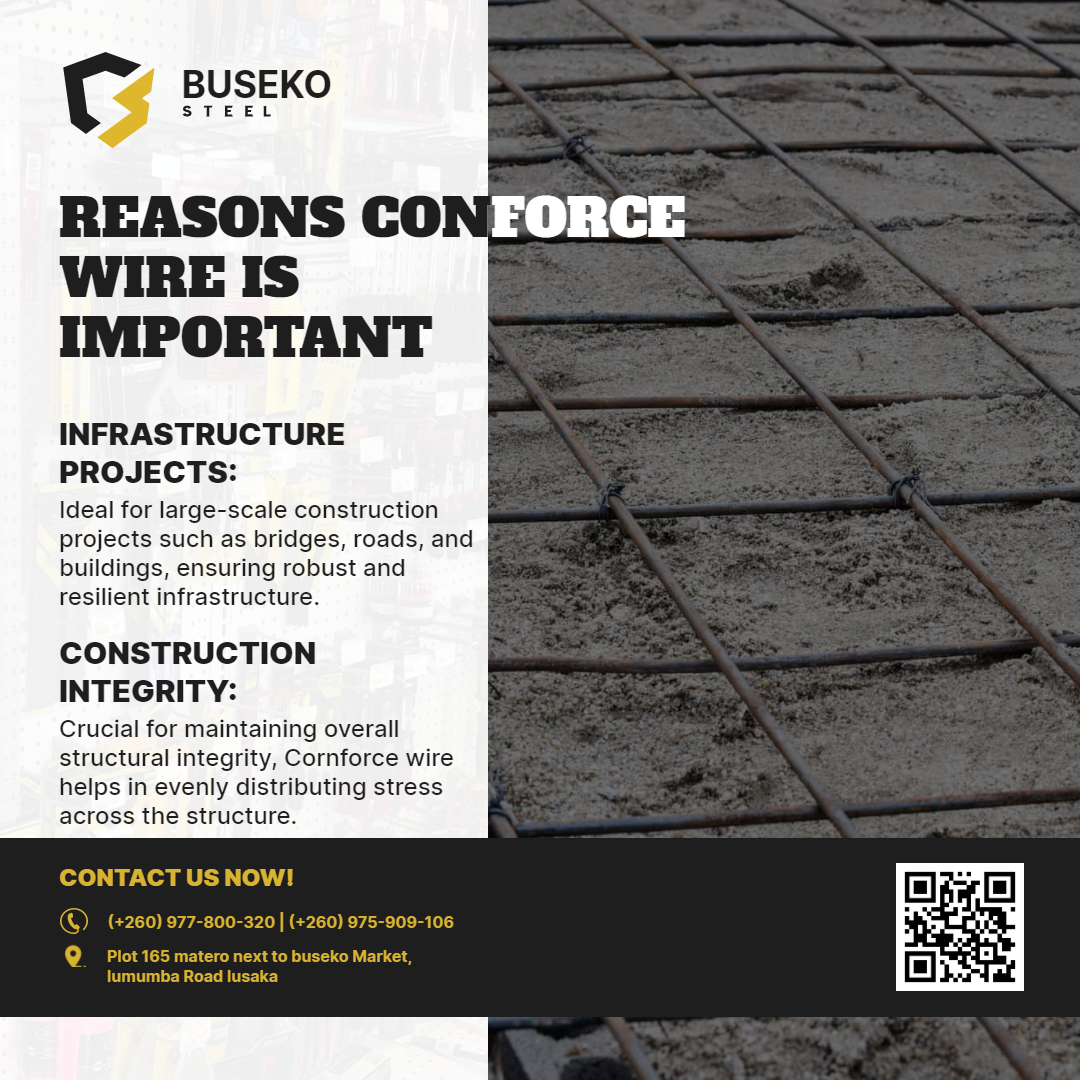 BUSEKO
STEEL
REASONS CONFORCE
WIRE IS
IMPORTANT
INFRASTRUCTURE
PROJECTS:
Ideal for large-scale construction
projects such as bridges, roads, and
buildings, ensuring robust and
resilient infrastructure.
CONSTRUCTION
INTEGRITY:
Crucial for maintaining overall
structural integrity, Cornforce wire
helps in evenly distributing stress
across the structure.
CONTACT US NOW!
(+260) 977-800-320 | (+260) 975-909-106
Plot 165 matero next to buseko Market,
lumumba Road lusaka